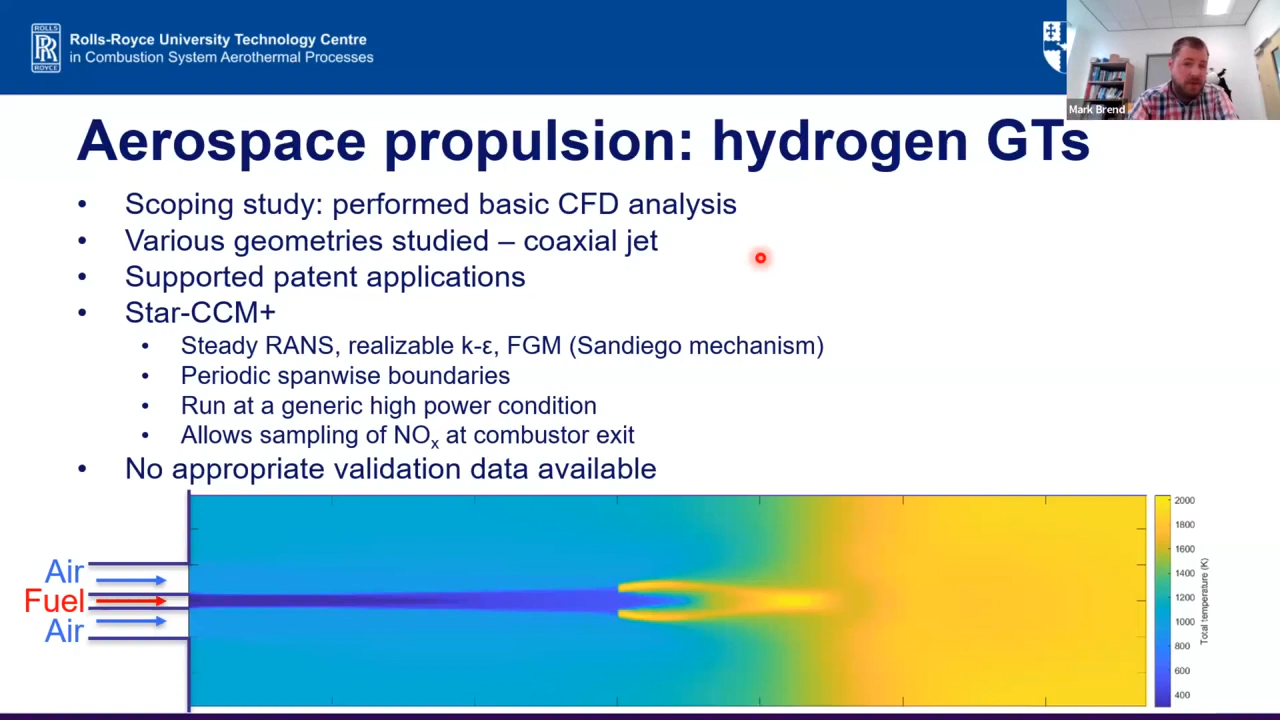 ROLLS
RR
ROYCE
Rolls-Royce University Technology Centre
in Combustion System Aerothermal Processes
Mark Brend
Aerospace propulsion: hydrogen GTs
• Scoping study: performed basic CFD analysis
• Various geometries studied – coaxial jet
• Supported patent applications
• Star-CCM+
• Steady RANS, realizable k-ε, FGM (Sandiego mechanism)
• Periodic spanwise boundaries
• Run at a generic high power condition
• Allows sampling of NOx at combustor exit
• No appropriate validation data available
Air
Fuel
Air
2000
1800
1600
1400
1200
1000
800
600
400
Total temperature (K)